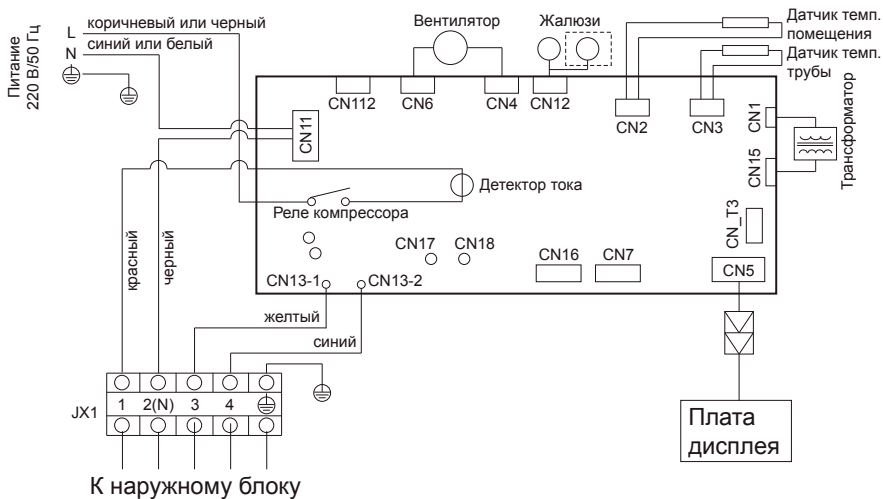 Питание
220 В/50 Гц
L
коричневый или черный
N
синий или белый
Вентилятор
Жалюзи
Датчик темп.
помещения
Датчик темп.
трубы
CN112
CN6
CN4
CN12
CN2
CN3
CN1
CN15
Трансформатор
CN11
Детектор тока
Реле компрессора
CN_T3
CN17
CN18
CN16
CN7
CN5
CN13-1
CN13-2
красный
черный
желтый
синий
JX1
1
2(N)
3
4
Плата
дисплея
К наружному блоку